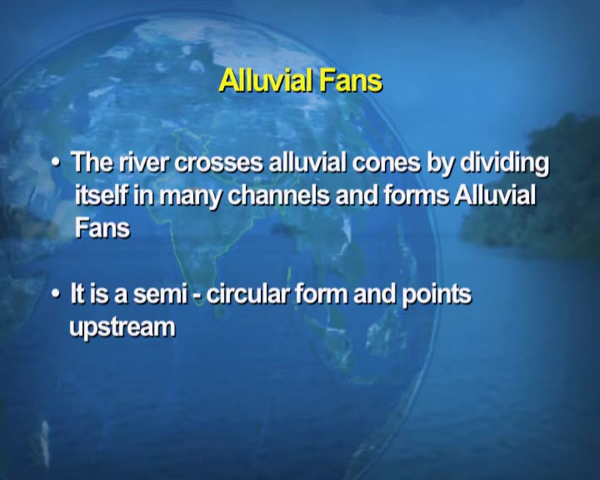 Alluvial Fans
• The river crosses alluvial cones by dividing
itself in many channels and forms Alluvial
Fans
• It is a semi - circular form and points
upstream